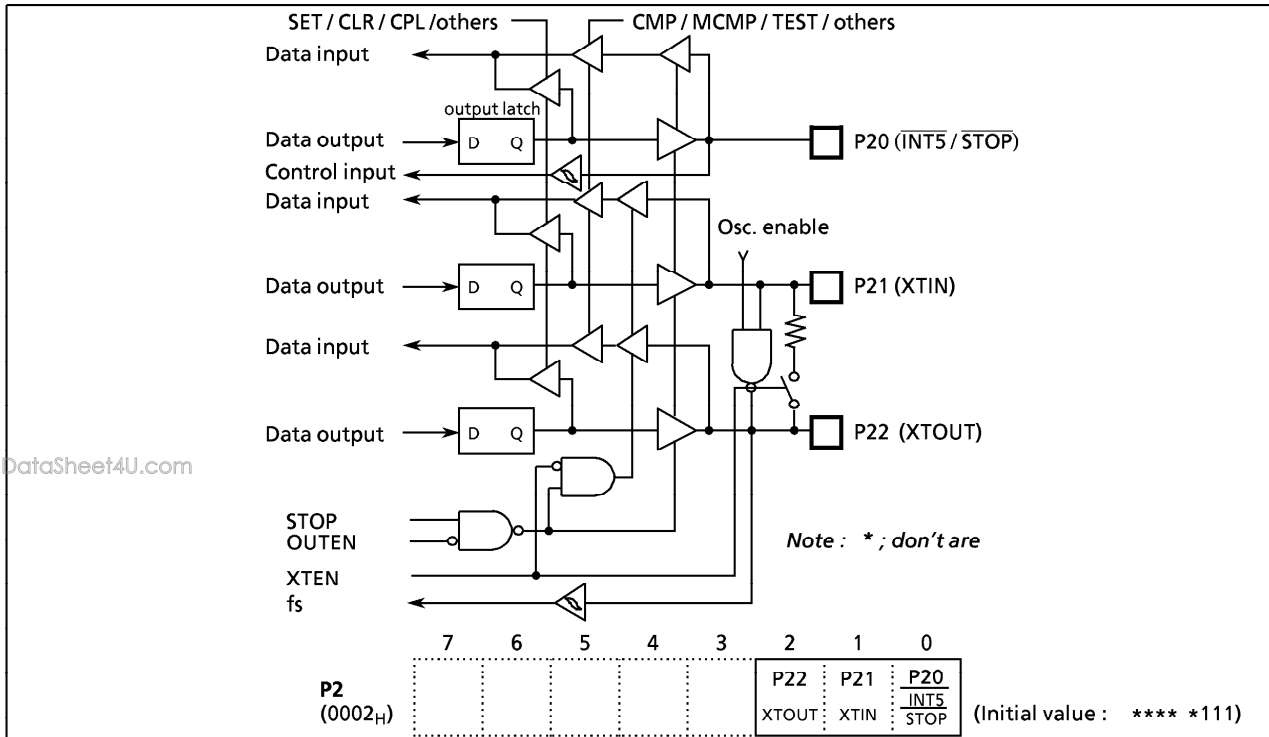 SET / CLR / CPL /others CMP / MCMP / TEST / others
Data input
output latch
Data output D Q P20 (INT5 / STOP)
Control input
Data input
Osc. enable
Data output D Q P21 (XTIN)
Data input
Data output D Q P22 (XTOUT)
DataSheet4U.com
STOP
OUTEN
Note : * ; don't are
XTEN
fs
7 6 5 4 3 2 1 0
P22 P21 P20
P2
(0002H)
INT5
XTOUT XTIN STOP (Initial value : **** *111)